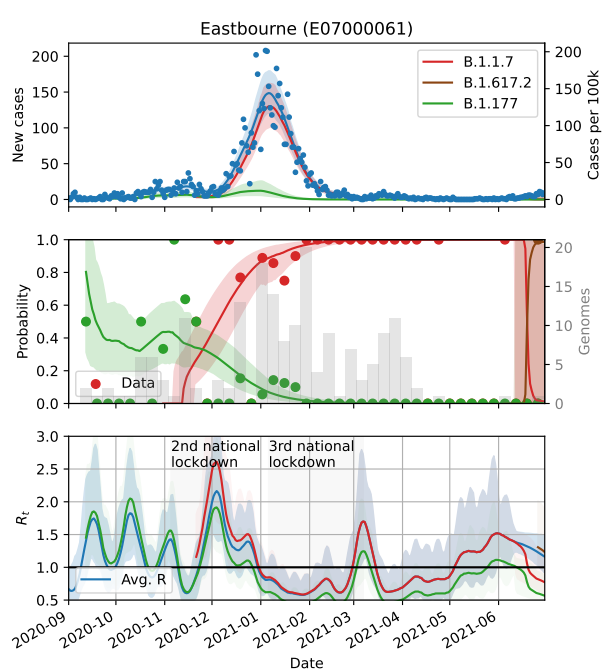 Eastbourne (E07000061)
New cases
200
150
100
50
0
B.1.1.7
B.1.617.2
B.1.177
200
150
100
50
0
Cases per 100k
Probability
1.0
0.8
0.6
0.4
0.2
0.0
Data
20
15
10
5
0
Genomes
R_t
3.0
2.5
2.0
1.5
1.0
0.5
2nd national
lockdown
3rd national
lockdown
Avg. R
2020-09
2020-10
2020-11
2020-12
2021-01
2021-02
2021-03
2021-04
2021-05
2021-06
Date